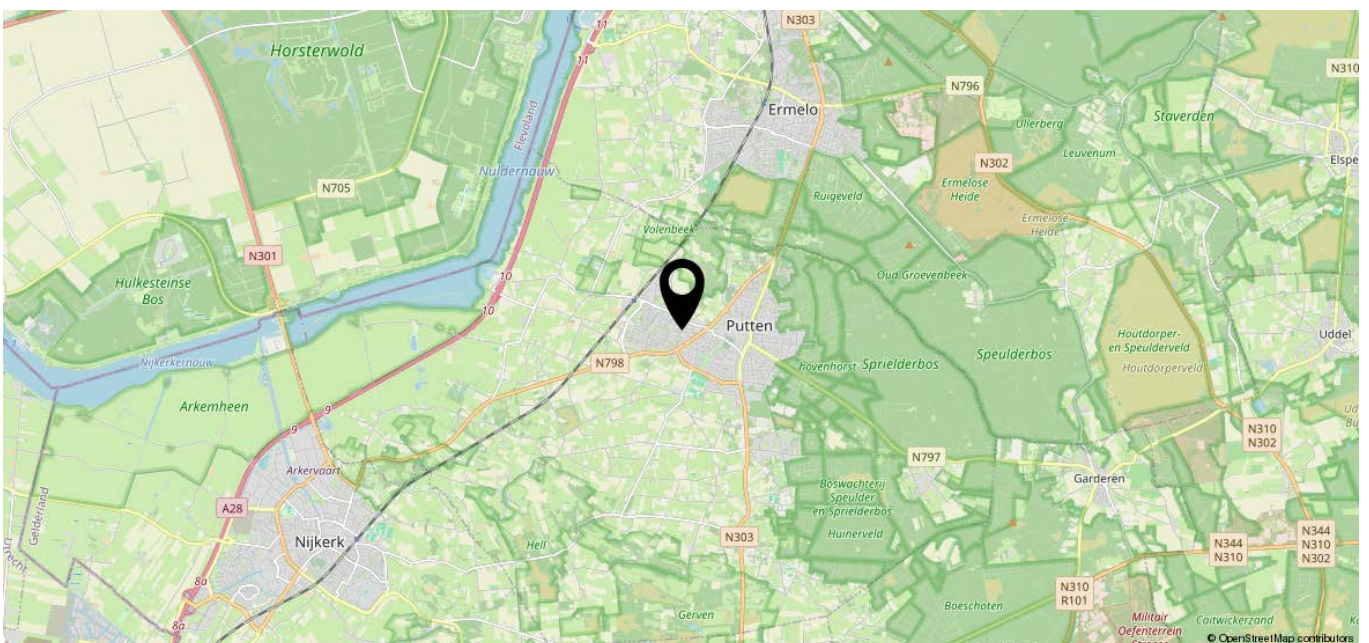 N303
11
N310
Horsterwold
11
N796
Ermelo
Staverden
Flevoland
Ullerberg
Leuvenum
Elspe
N302
Nuldernauw
N705
Ermelose
Heide
Ruigeveld
Ermelose
Heide
Volenbeek
N301
10
Oud Groevenbeek
Hulkesteinse
Bos
10
Putten
Houtdorper-
en Speulderveld
Uddel
Nijkerkernauw
Speulderbos
N798
hovenhorst
Sprielderbos
Houtdorperveld
Arkemheen
9
9
N310
N302
N797
Arkervaart
Garderen
Boswachterij
Speulder
en Sprielderbos
Gelderland
A28
Huinerveld
N344
N310
N302
Nijkerk
Hell
N303
N344
N310
Utrecht
8a
N310
R101
Boeschoten
Gerven
Militair
Oefenterrein
Caitwickerzand
8a
© OpenStreetMap contributors